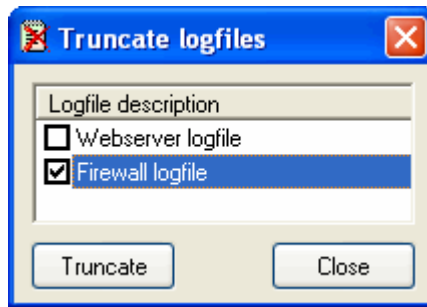 Truncate logfiles
Logfile description
Webserver logfile
Firewall logfile
Truncate
Close